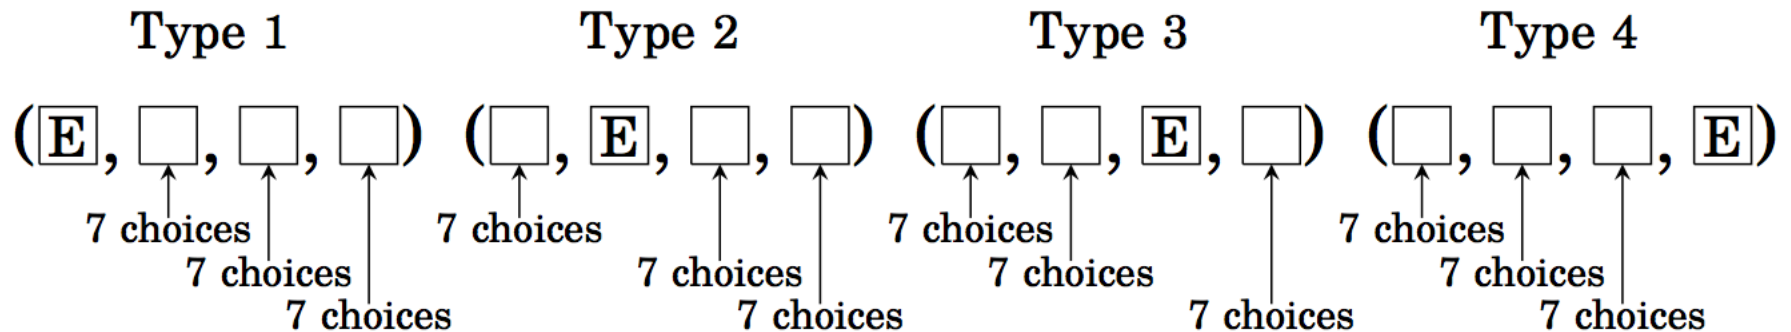 Type 1 Type 2 Type 3 Type 4
(E, , , ) ( , E, , ) ( , , E, ) ( , , , E)
7 choices 7 choices 7 choices 7 choices
7 choices 7 choices 7 choices 7 choices
7 choices 7 choices 7 choices 7 choices